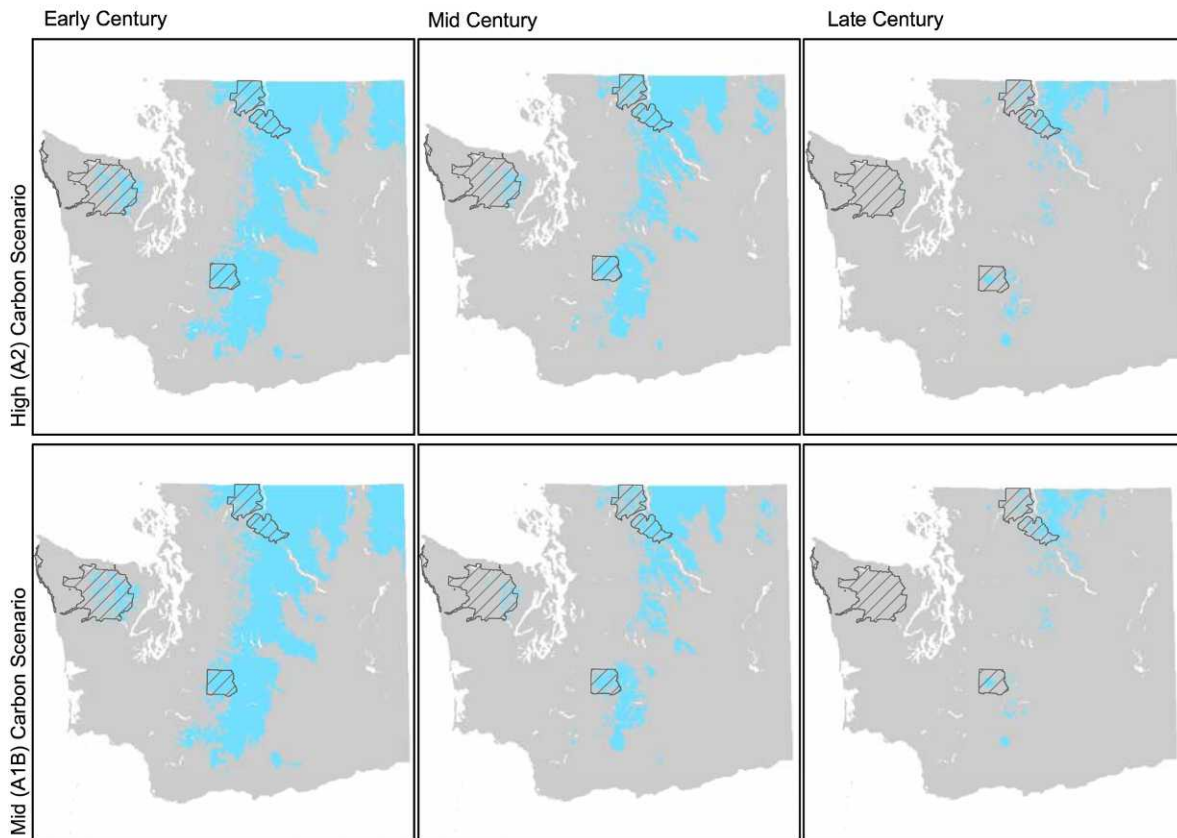 Early Century
Mid Century
Late Century
High (A2) Carbon Scenario
Mid (A1B) Carbon Scenario